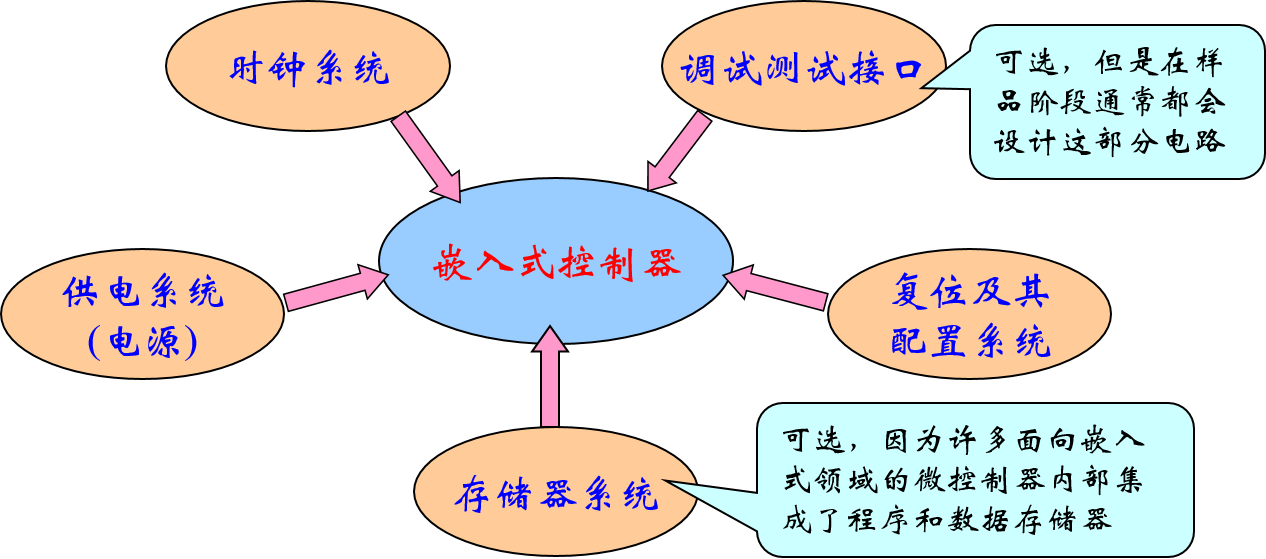 时钟系统
调试测试接口
可选，但是在样
品阶段通常都会
设计这部分电路
嵌入式控制器
供电系统
(电源)
复位及其
配置系统
存储器系统
可选，因为许多面向嵌入
式领域的微控制器内部集
成了程序和数据存储器